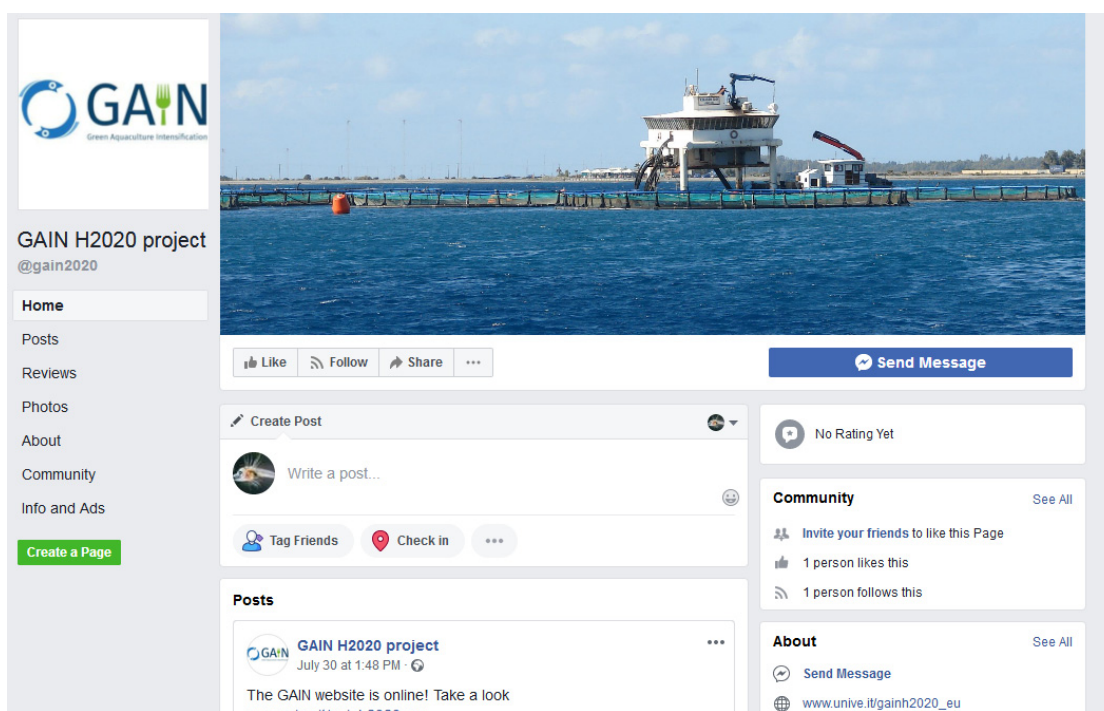 GAIN
Green Aquaculture Intensification
GAIN H2020 project
@gain2020
Home
Posts
Reviews
Photos
About
Community
Info and Ads
Create a Page
Like
Follow
Share
Send Message
Create Post
Write a post...
Tag Friends
Check in
Posts
GAIN
GAIN H2020 project
July 30 at 1:48 PM ·
The GAIN website is online! Take a look
No Rating Yet
Community
See All
Invite your friends to like this Page
1 person likes this
1 person follows this
About
See All
Send Message
www.unive.it/gainh2020_eu